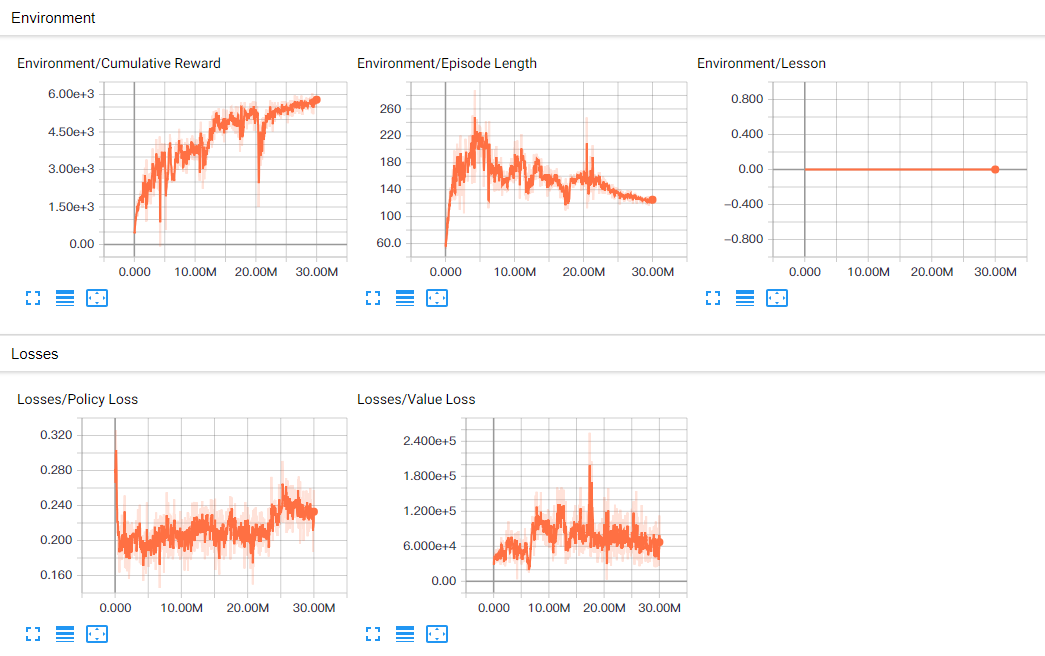 Environment
Environment/Cumulative Reward
6.00e+3
4.50e+3
3.00e+3
1.50e+3
0.00
0.000 10.00M 20.00M 30.00M
Environment/Episode Length
260
220
180
140
100
60.0
0.000 10.00M 20.00M 30.00M
Environment/Lesson
0.800
0.400
0.00
-0.400
-0.800
0.000 10.00M 20.00M 30.00M
Losses
Losses/Policy Loss
0.320
0.280
0.240
0.200
0.160
0.000 10.00M 20.00M 30.00M
Losses/Value Loss
2.400e+5
1.800e+5
1.200e+5
6.000e+4
0.00
0.000 10.00M 20.00M 30.00M